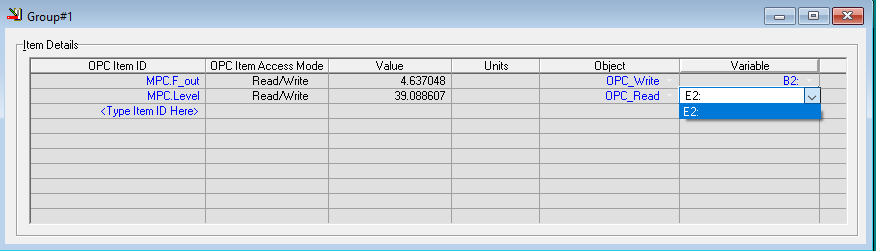 Group#1
Item Details
OPC Item ID OPC Item Access Mode Value Units Object Variable
MPC.F_out Read/Write 4.637048 OPC_Write B2:
MPC.Level Read/Write 39.088607 OPC_Read E2:
<Type Item ID Here> E2: